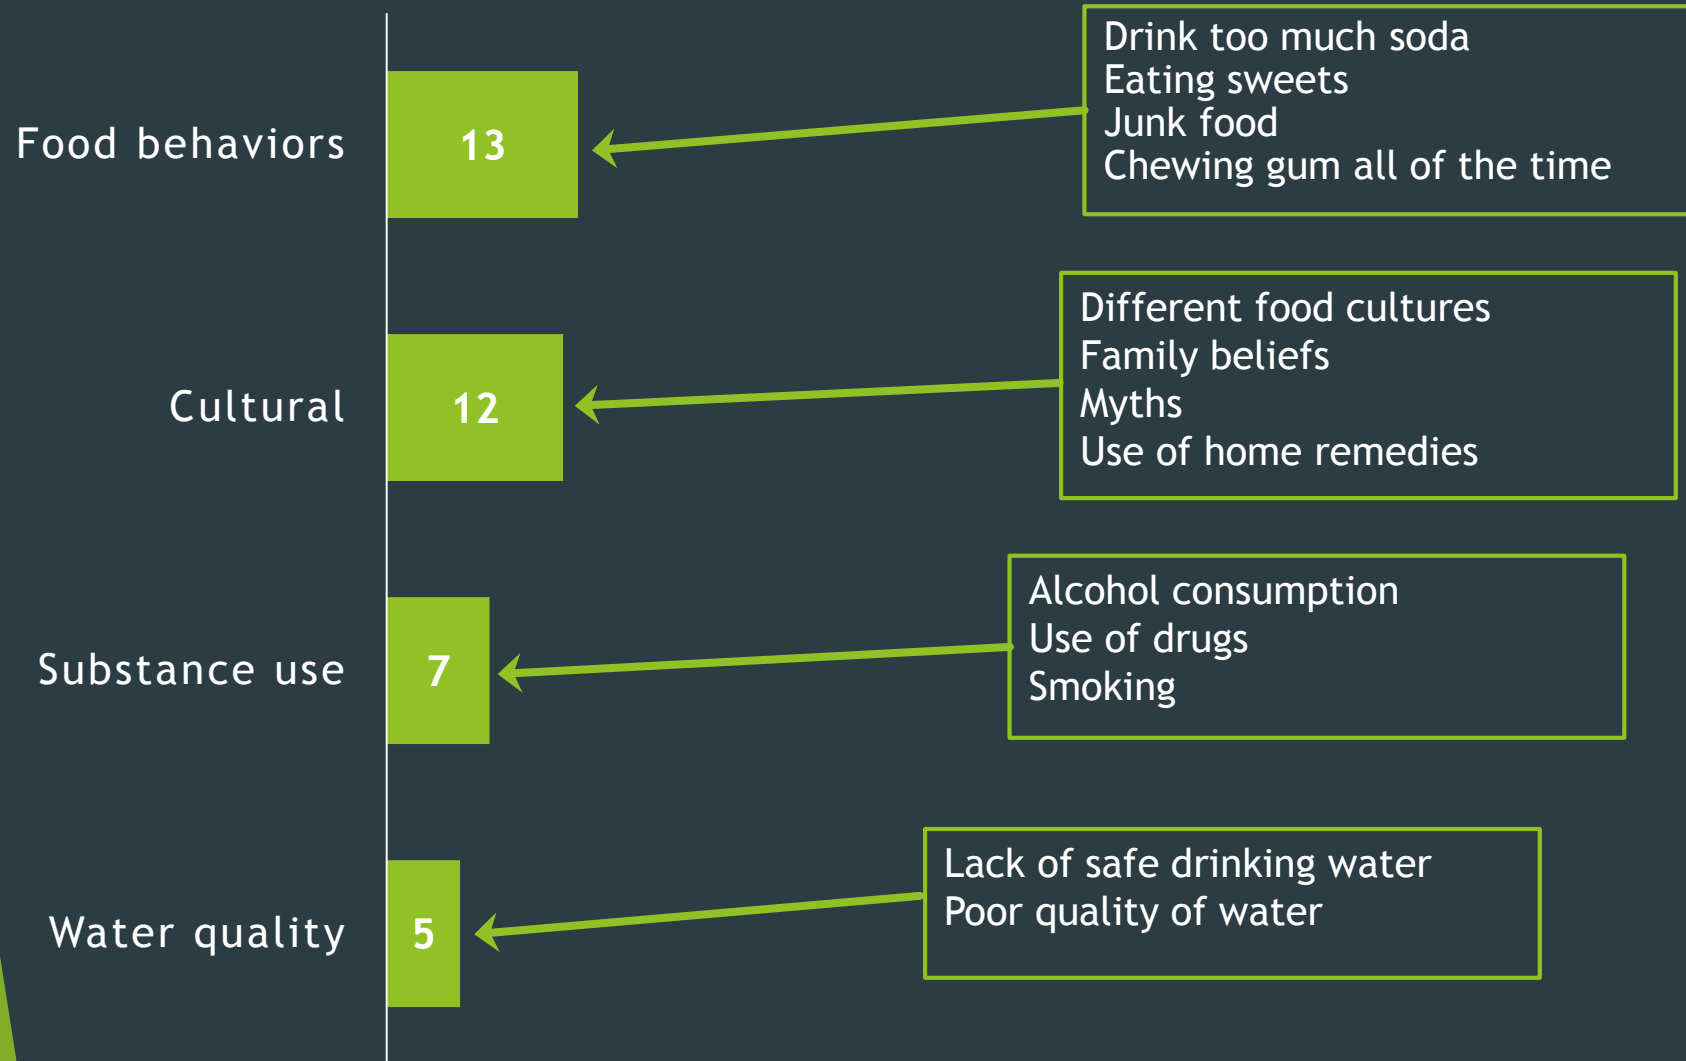 Food behaviors
13
Drink too much soda
Eating sweets
Junk food
Chewing gum all of the time
Cultural
12
Different food cultures
Family beliefs
Myths
Use of home remedies
Substance use
7
Alcohol consumption
Use of drugs
Smoking
Water quality
5
Lack of safe drinking water
Poor quality of water